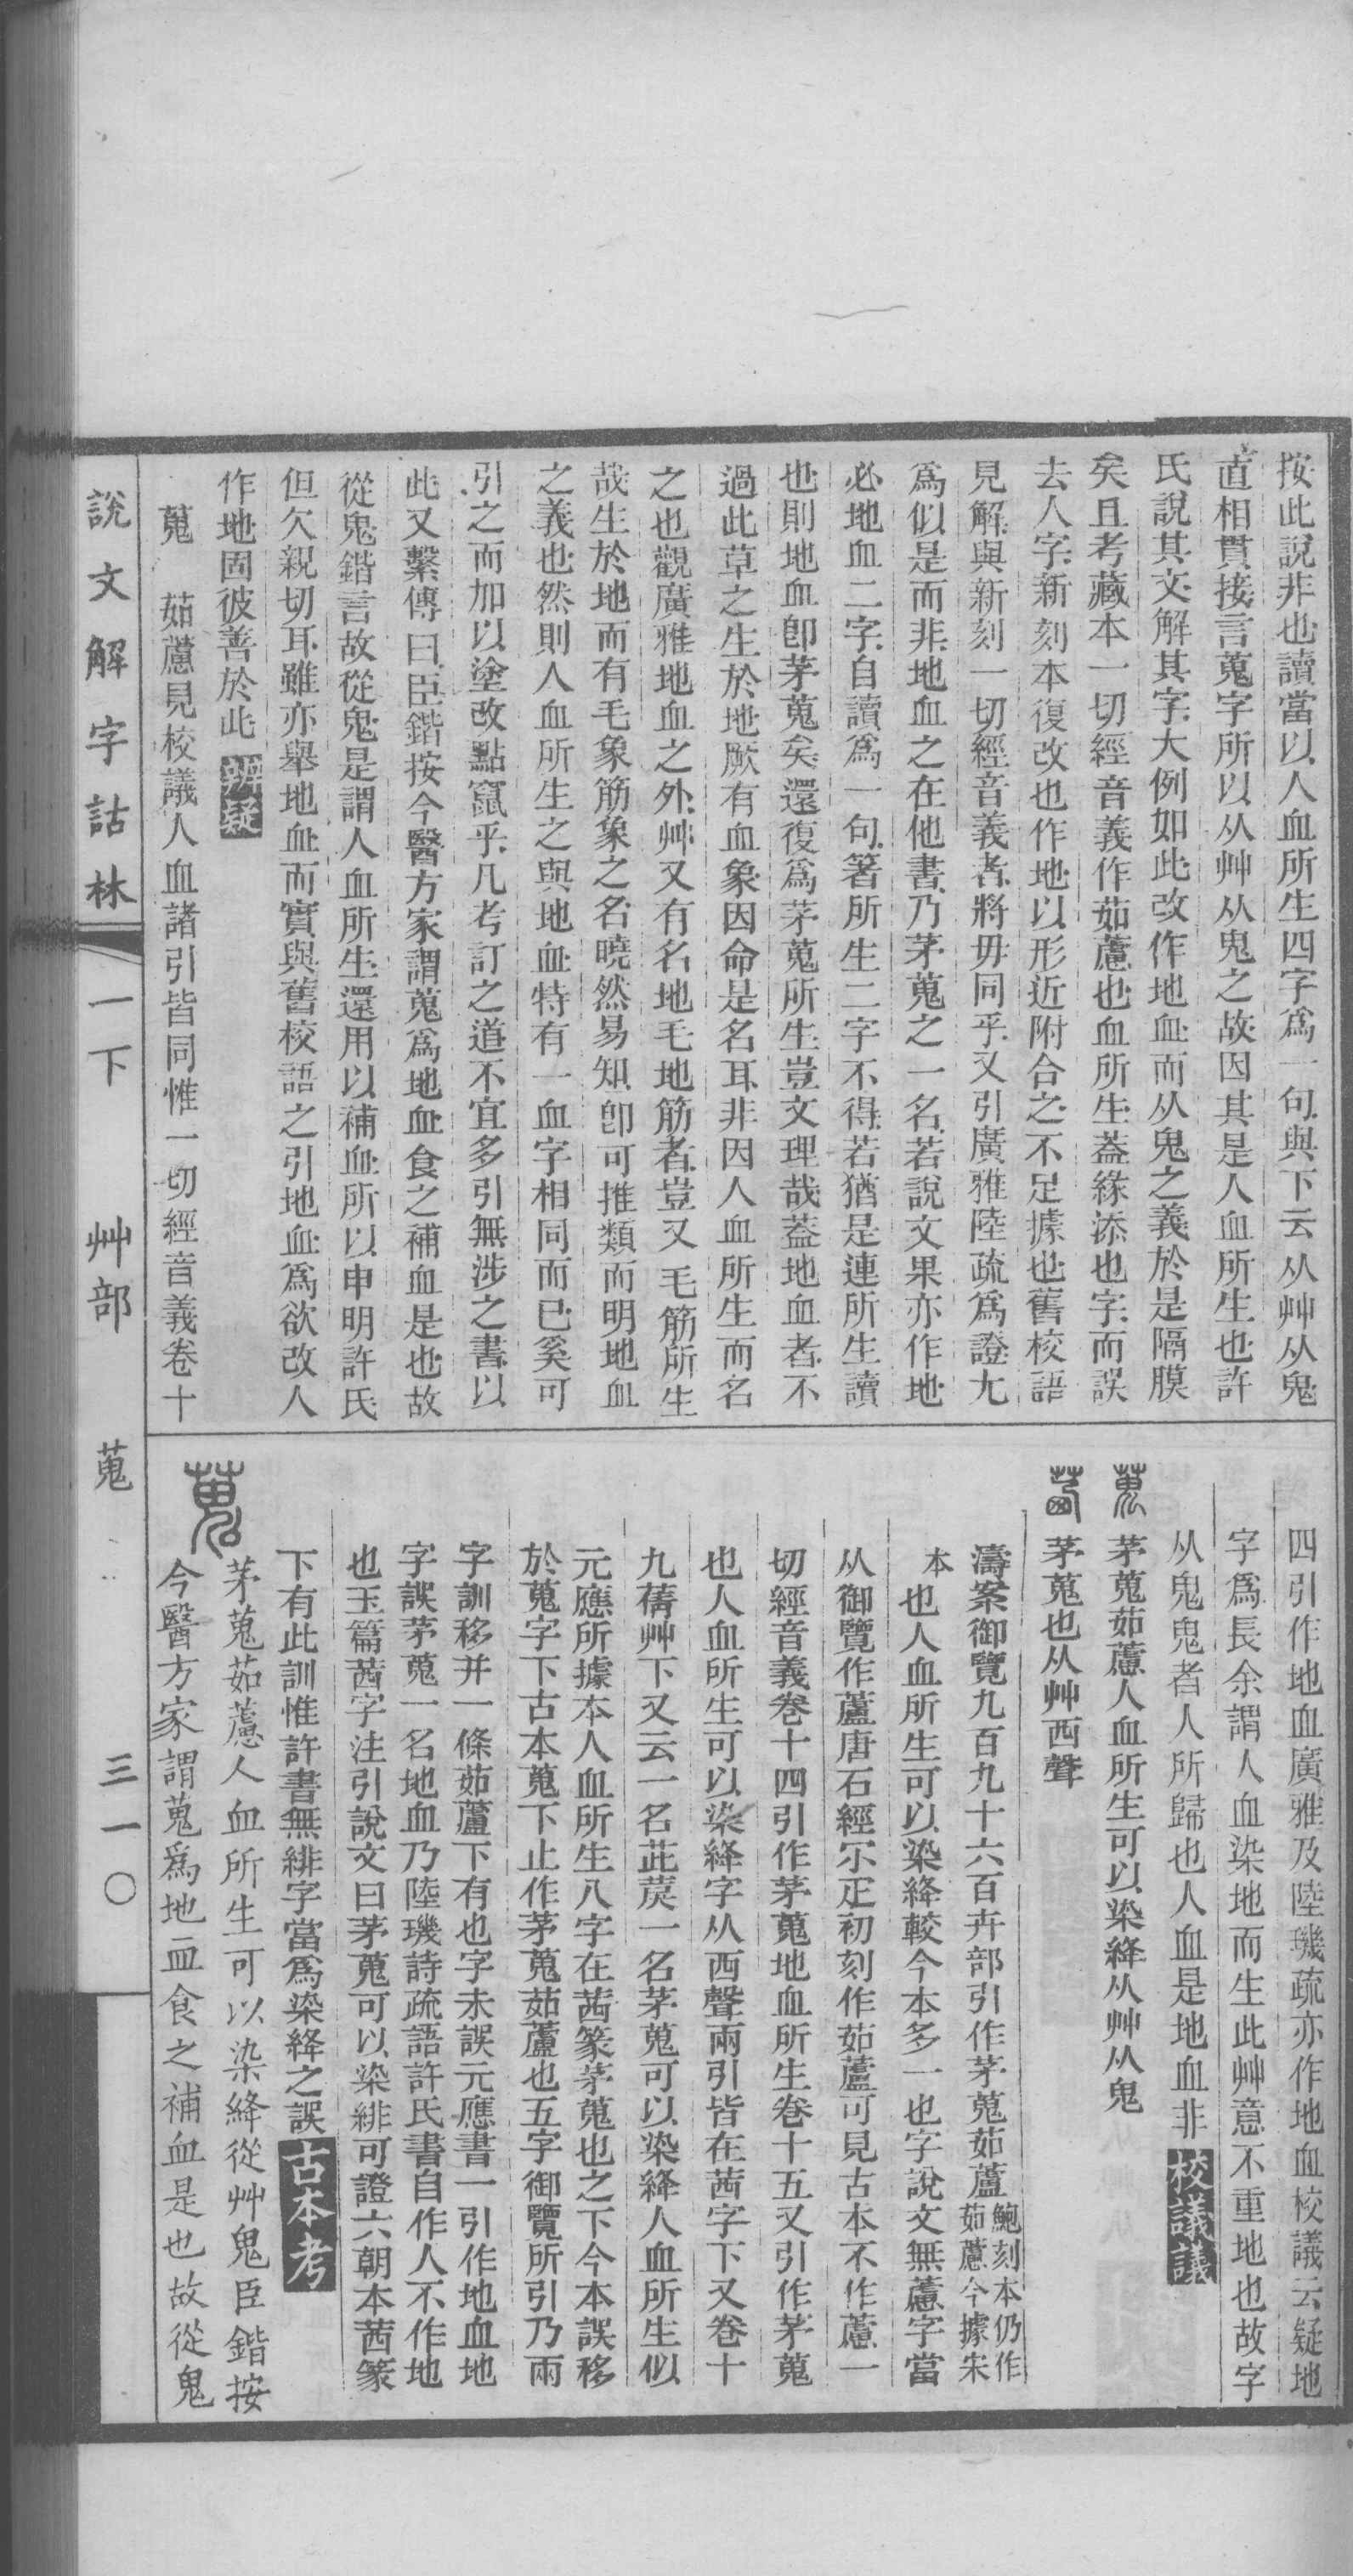 按此說非也讀當以人血所生四字爲一句與下云从艸从鬼
直相貫接言蒐字所以从艸从鬼之故因其是人血所生也許
氏說其文解其字大例如此改作地血而从鬼之義於是隔膜
矣且考藏本一切經音義作茹藘也血所生葢緣添也字而誤
去人字新刻本復改也作地以形近附合之不足據也舊校語
見解與新刻一切經音義者將毋同乎又引廣雅陸疏爲證尤
爲似是而非地血之在他書乃茅蒐之一名若說文果亦作地
必地血二字自讀爲一句箸所生二字不得若猶是連所生讀
也則地血卽茅蒐矣還復爲茅蒐所生豈文理哉葢地血者不
過此草之生於地厥有血象因命是名耳非因人血所生而名
之也觀廣雅地血之外艸又有名地毛地筋者豈又毛筋所生
哉生於地而有毛象筋象之名曉然易知卽可推類而明地血
之義也然則人血所生之與地血特有一血字相同而已奚可
引之而加以塗改點竄乎凡考訂之道不宜多引無涉之書以
此又繫傳曰臣鍇按今醫方家謂蒐爲地血食之補血是也故
從鬼鍇言故從鬼是謂人血所生還用以補血所以申明許氏
但欠親切耳雖亦舉地血而實與舊校語之引地血爲欲改人
作地固彼善於此 辨疑
蒐 茹藘見校議人血諸引皆同惟一切經音義卷十
四引作地血廣雅及陸璣疏亦作地血校議云疑地
字爲長余謂人血染地而生此艸意不重地也故字
从鬼鬼者人所歸也人血是地血非 校議議
蒐 茅蒐茹藘人血所生可以染絳从艸从鬼
茜 茅蒐也从艸西聲
濤案御覽九百九十六百卉部引作茅蒐茹蘆 鮑刻本仍作茹藘今據宋
本 也人血所生可以染絳較今本多一也字說文無藘字當
从御覽作蘆唐石經尒疋初刻作茹蘆可見古本不作藘一
切經音義卷十四引作茅蒐地血所生卷十五又引作茅蒐
也人血所生可以染絳字从西聲兩引皆在茜字下又卷十
九蒨艸下又云一名茈莀一名茅蒐可以染絳人血所生似
元應所據本人血所生八字在茜篆茅蒐也之下今本誤移
於蒐字下古本蒐下止作茅蒐茹蘆也五字御覽所引乃兩
字訓移并一條茹蘆下有也字未誤元應書一引作地血地
字誤茅蒐一名地血乃陸璣詩疏語許氏書自作人不作地
也玉篇茜字注引說文曰茅蒐可以染緋可證六朝本茜篆
下有此訓惟許書無緋字當爲染絳之誤 古本考
蒐 茅蒐茹藘人血所生可以染絳從艸鬼臣鍇按
今醫方家謂蒐爲地血食之補血是也故從鬼
說文解字詁林 一下 艸部 蒐 三一〇